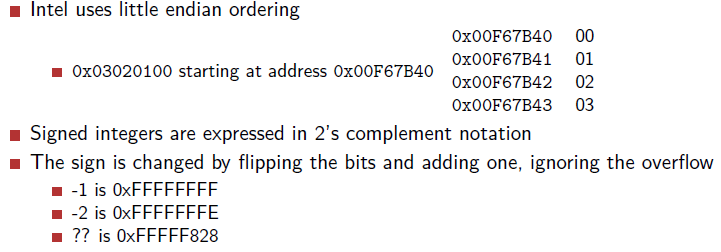 Intel uses little endian ordering
0x03020100 starting at address 0x00F67B40
0x00F67B40 00
0x00F67B41 01
0x00F67B42 02
0x00F67B43 03
Signed integers are expressed in 2's complement notation
The sign is changed by flipping the bits and adding one, ignoring the overflow
-1 is 0xFFFFFFFF
-2 is 0xFFFFFFFE
?? is 0xFFFFF828